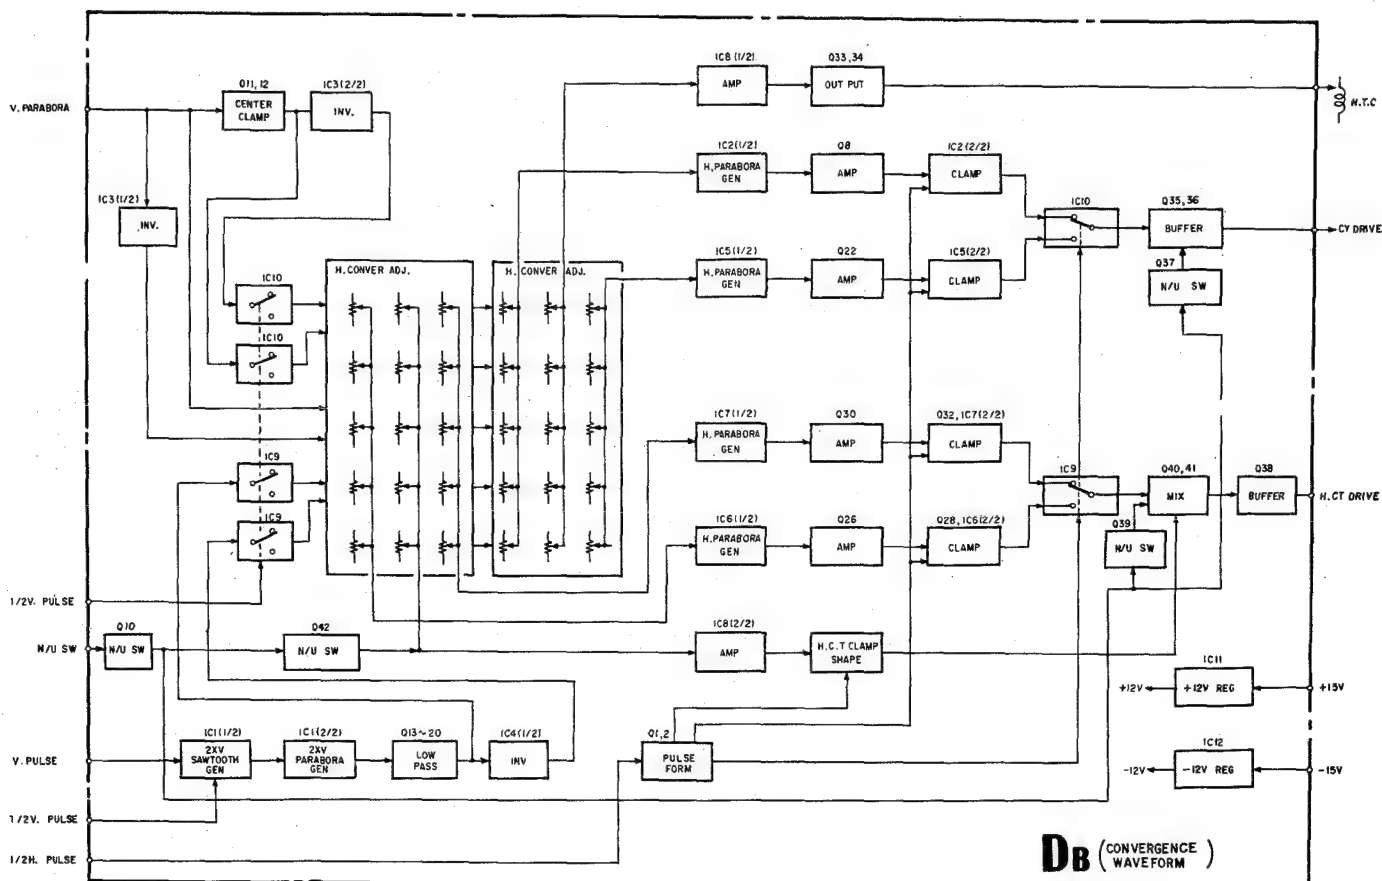 IC8 (1/2)
Q33, 34
Q11, 12
IC3(2/2)
AMP
OUT PUT
V. PARABORA
CENTER
CLAMP
INV.
H.T.C
IC2(1/2)
Q8
IC2(2/2)
H.PARABORA
GEN
AMP
CLAMP
IC3(1/2)
INV.
IC10
Q35, 36
BUFFER
CY DRIVE
IC5(1/2)
Q22
IC5(2/2)
H.PARABORA
GEN
AMP
CLAMP
Q37
N/U SW
IC10
H. CONVER ADJ.
H. CONVER ADJ.
IC10
IC7(1/2)
Q30
Q32, IC7(2/2)
H. PARABORA
GEN
AMP
CLAMP
IC9
IC9
Q40, 41
Q38
MIX
BUFFER
H.CT DRIVE
IC9
IC6(1/2)
Q26
Q28, IC6(2/2)
H.PARABORA
GEN
AMP
CLAMP
Q39
N/U SW
1/2V. PULSE
N/U SW
Q10
N/U SW
Q42
N/U SW
IC8(2/2)
AMP
H.C.T CLAMP
SHAPE
IC11
+12V
+12V REG
+15V
IC1(1/2)
IC1(2/2)
Q13~20
IC4(1/2)
Q1, 2
V. PULSE
2XV
SAWTOOTH
GEN
2XV
PARABORA
GEN
LOW
PASS
INV
PULSE
FORM
IC12
-12V
-12V REG
-15V
1/2V. PULSE
1/2H. PULSE
DB (CONVERGENCE
WAVEFORM)